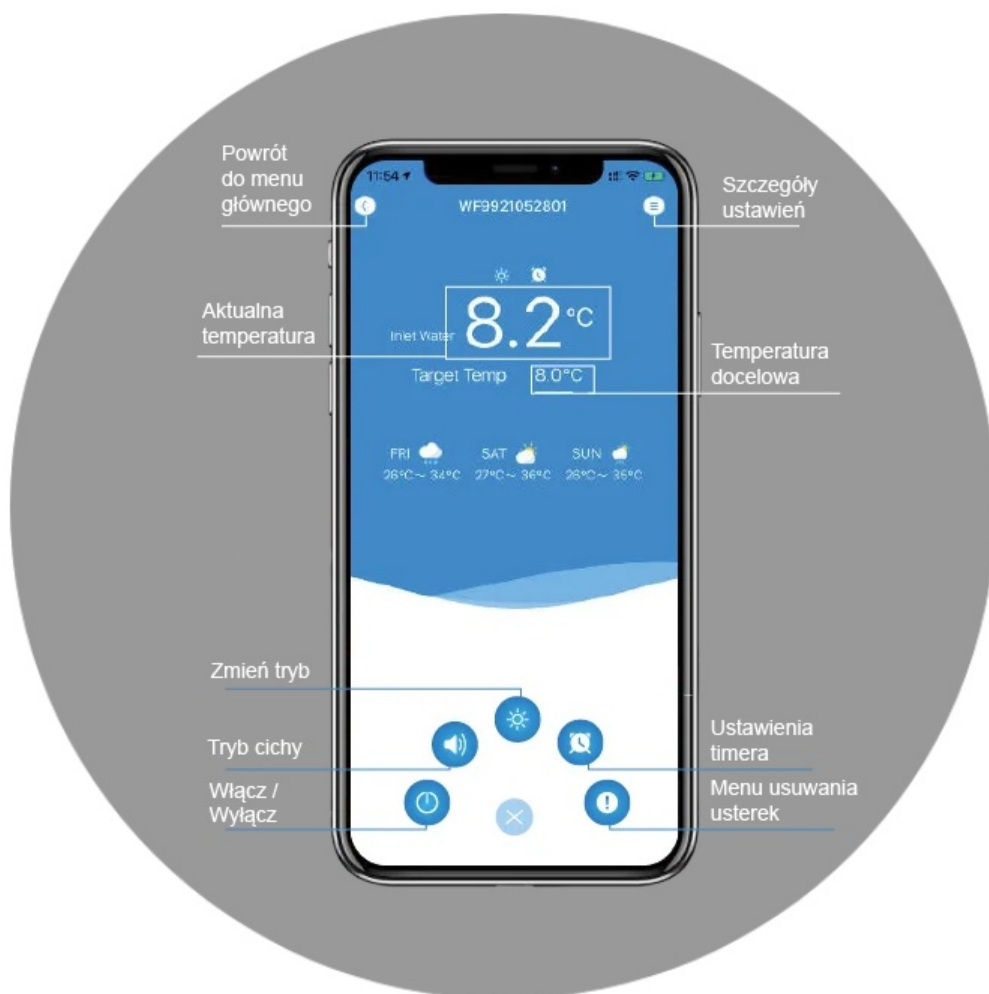 Powrót
do menu
głównego
Szczegóły
ustawień
11:54
WF9921052801
Aktualna
temperatura
Inlet Water
8.2°C
Target Temp 8.0°C
Temperatura
docelowa
FRI SAT SUN
26°C~ 34°C 27°C~ 36°C 26°C~ 35°C
Zmień tryb
Tryb cichy
Włącz /
Wyłącz
Ustawienia
timera
Menu usuwania
usterek